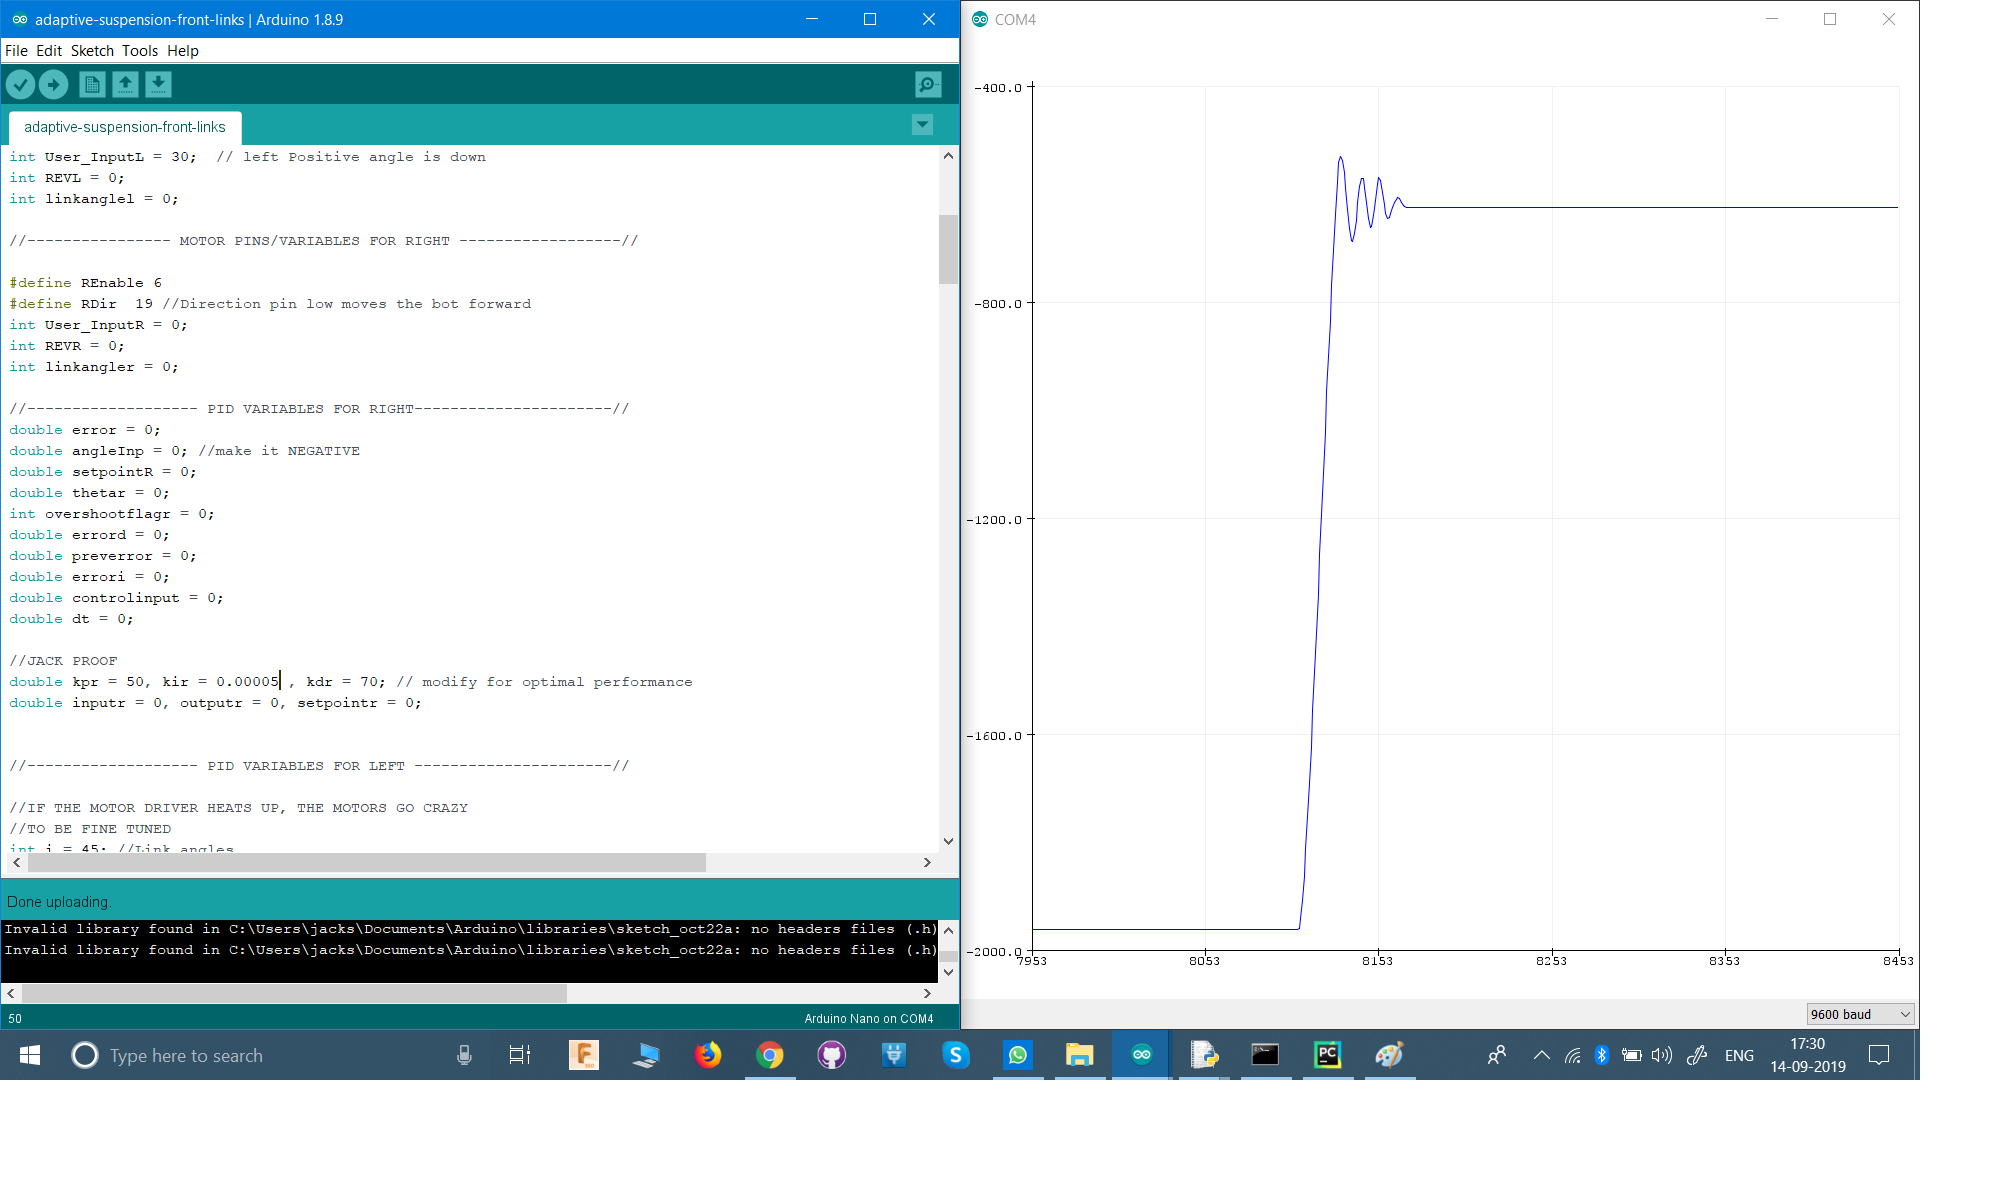 adaptive-suspension-front-links | Arduino 1.8.9
File Edit Sketch Tools Help
adaptive-suspension-front-links
int User_InputL = 30;  // left Positive angle is down
int REVL = 0;
int linkanglel = 0;
//---------------- MOTOR PINS/VARIABLES FOR RIGHT ------------------//
#define REnable 6
#define RDir  19 //Direction pin low moves the bot forward
int User_InputR = 0;
int REVR = 0;
int linkangler = 0;
//------------------- PID VARIABLES FOR RIGHT----------------------//
double error = 0;
double angleInp = 0; //make it NEGATIVE
double setpointR = 0;
double thetar = 0;
int overshootflagr = 0;
double errord = 0;
double preverror = 0;
double errori = 0;
double controlinput = 0;
double dt = 0;
//JACK PROOF
double kpr = 50, kir = 0.00005 , kdr = 70; // modify for optimal performance
double inputr = 0, outputr = 0, setpointr = 0;
//------------------- PID VARIABLES FOR LEFT ----------------------//
//IF THE MOTOR DRIVER HEATS UP, THE MOTORS GO CRAZY
//TO BE FINE TUNED
int i = 45; //Link angles
Done uploading.
Invalid library found in C:\Users\jacks\Documents\Arduino\libraries\sketch_oct22a: no headers files (.h)
Invalid library found in C:\Users\jacks\Documents\Arduino\libraries\sketch_oct22a: no headers files (.h)
50
Arduino Nano on COM4
COM4
-400.0
-800.0
-1200.0
-1600.0
-2000.0
7953 8053 8153 8253 8353 8453
9600 baud
Type here to search
ENG
17:30
14-09-2019